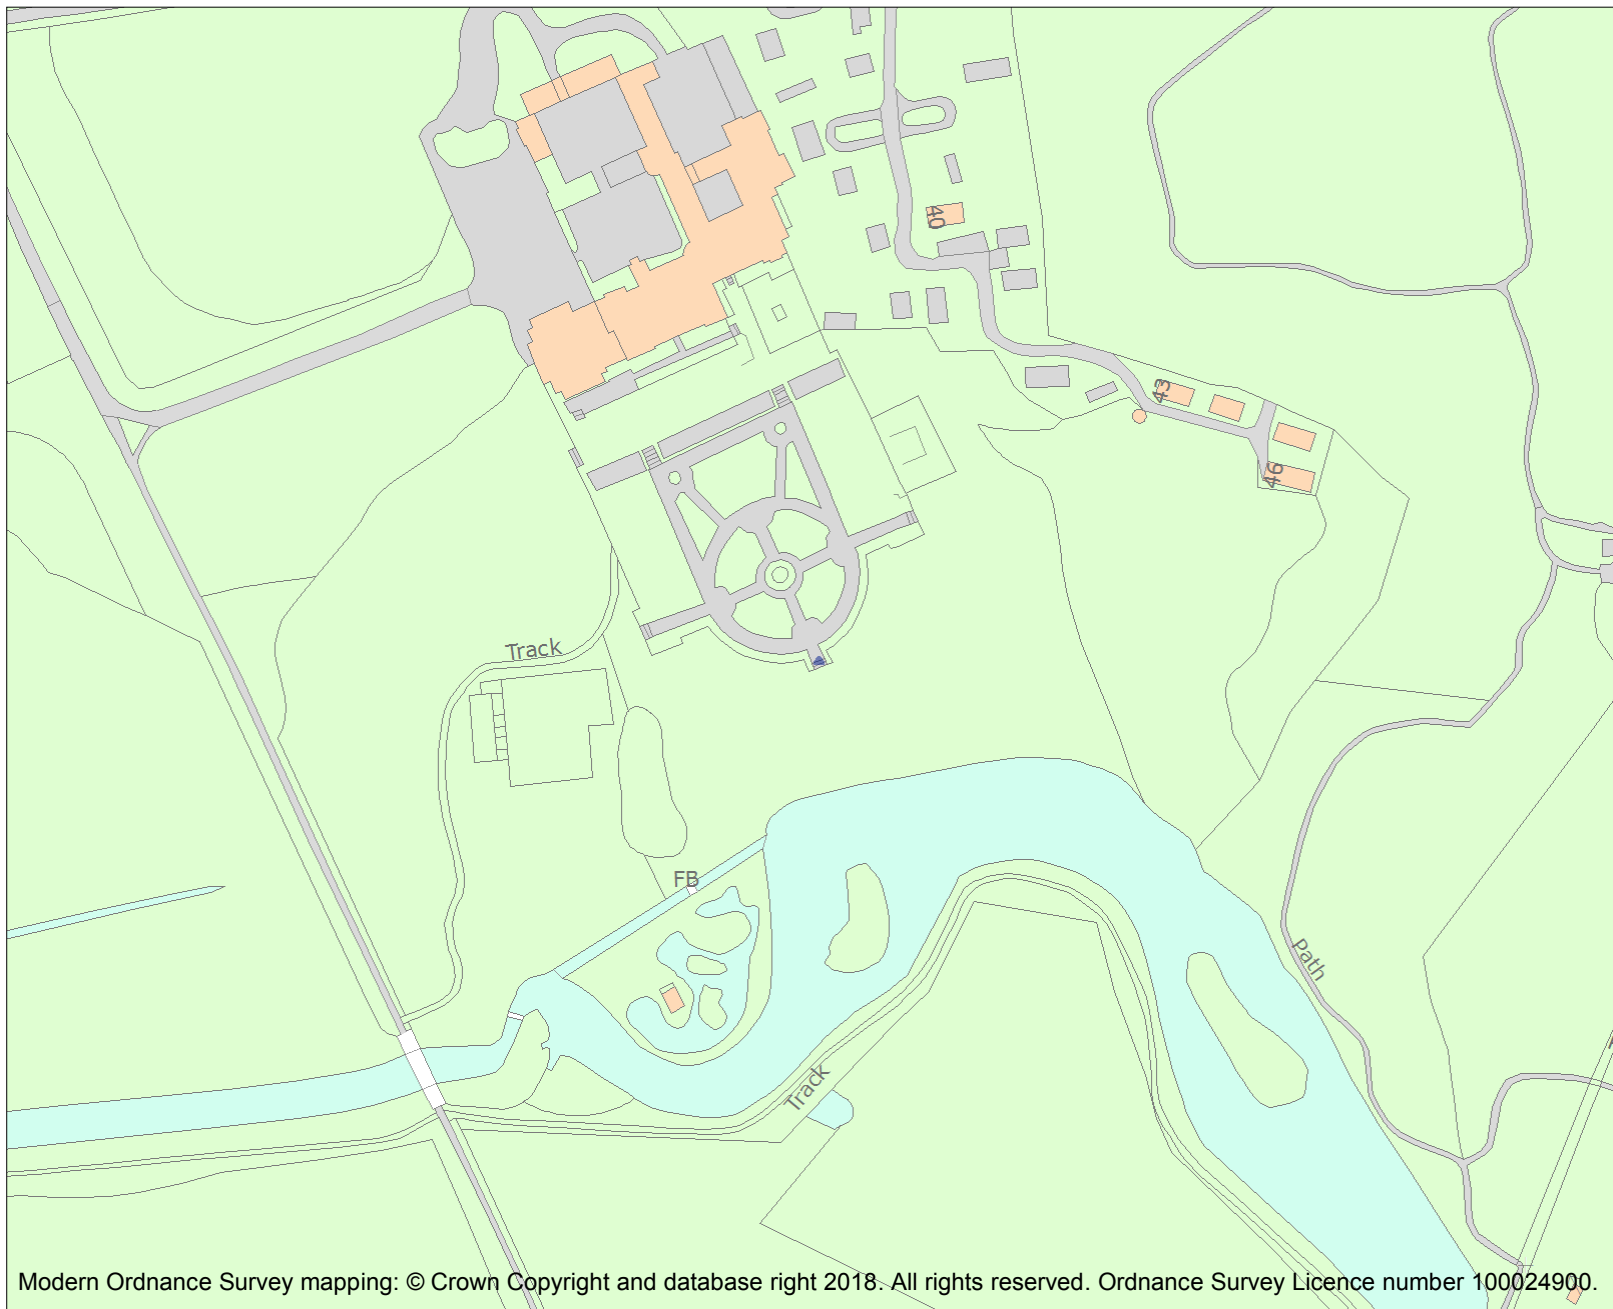 40
43
46
Track
FB
Path
Track
Modern Ordnance Survey mapping: © Crown Copyright and database right 2018. All rights reserved. Ordnance Survey Licence number 100024900.